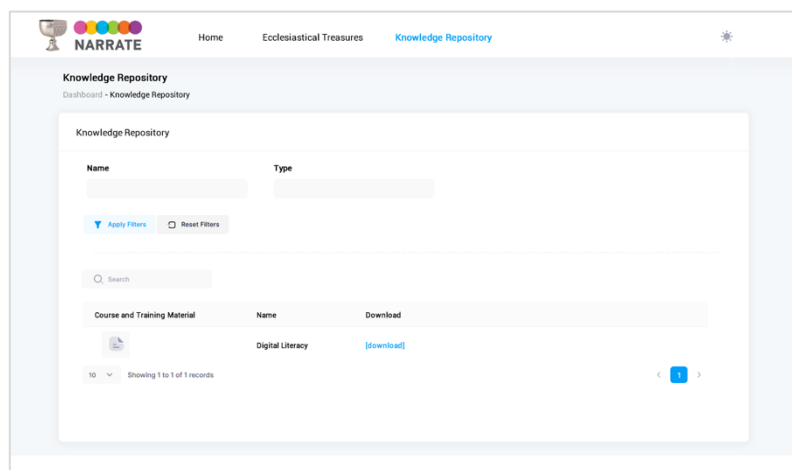 NARRATE
Home Ecclesiastical Treasures Knowledge Repository
Knowledge Repository
Dashboard - Knowledge Repository
Knowledge Repository
Name Type
Apply Filters Reset Filters
Search
Course and Training Material Name Download
Digital Literacy [download]
10 Showing 1 to 1 of 1 records < 1 >